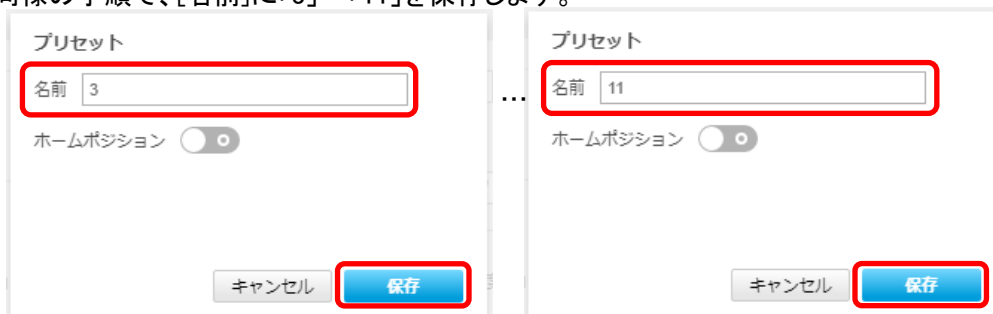 同様の手順で、[名前]に「3」~「11」を保存します。
プリセット
名前 3
ホームポジション
キャンセル 保存
…
プリセット
名前 11
ホームポジション
キャンセル 保存